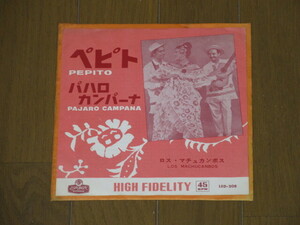 ペピト
PEPITO
パハロ
カンパーナ
PAJARO CAMPANA
ロス・マチュカンボス
LOS MACHUCAMBOS
HIGH FIDELITY
45